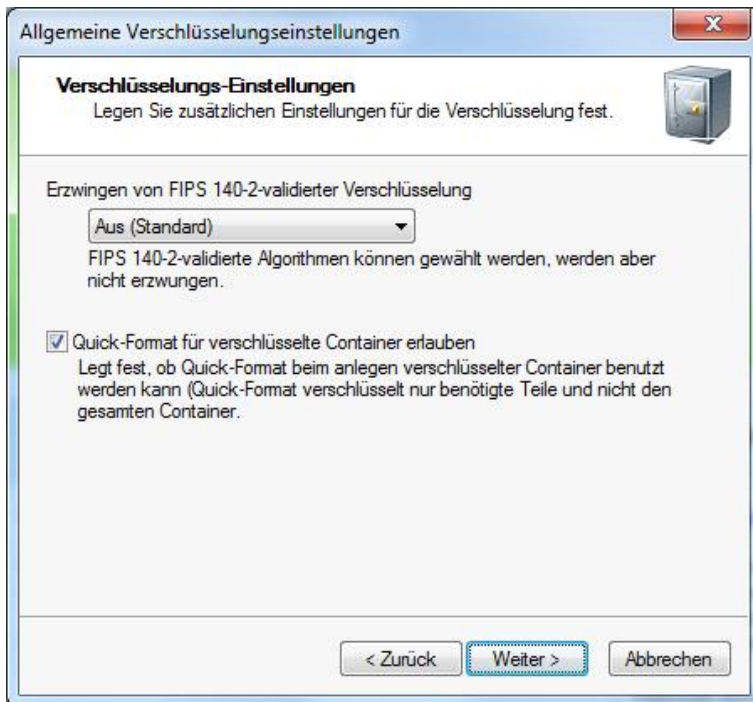 Allgemeine Verschlüsselungseinstellungen
Verschlüsselungs-Einstellungen
Legen Sie zusätzlichen Einstellungen für die Verschlüsselung fest.
Erzwingen von FIPS 140-2-validierter Verschlüsselung
Aus (Standard)
FIPS 140-2-validierte Algorithmen können gewählt werden, werden aber
nicht erzwungen.
Quick-Format für verschlüsselte Container erlauben
Legt fest, ob Quick-Format beim anlegen verschlüsselter Container benutzt
werden kann (Quick-Format verschlüsselt nur benötigte Teile und nicht den
gesamten Container.
< Zurück
Weiter >
Abbrechen